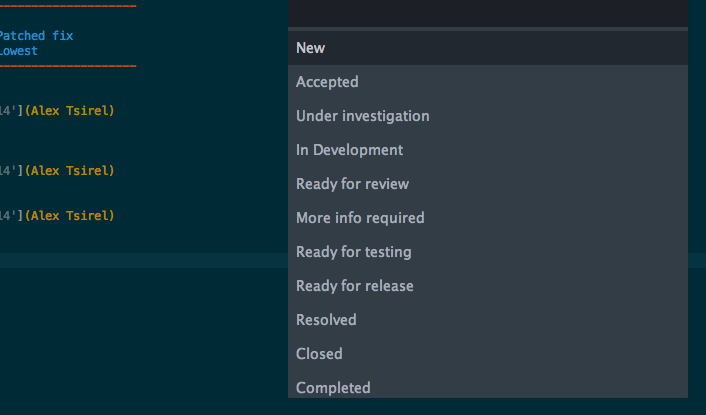 Patched fix
Lowest
14'](Alex Tsirel)
14'](Alex Tsirel)
14'](Alex Tsirel)
New
Accepted
Under investigation
In Development
Ready for review
More info required
Ready for testing
Ready for release
Resolved
Closed
Completed